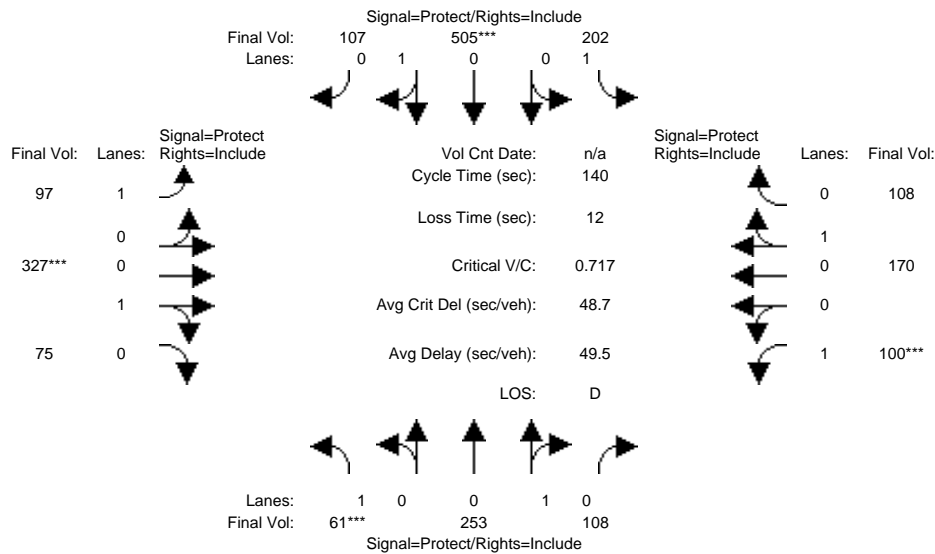 Signal=Protect/Rights=Include
Final Vol: 107 505*** 202
Lanes: 0 1 0 0 1
Signal=Protect
Final Vol: Lanes: Rights=Include
Vol Cnt Date: n/a
Signal=Protect
Rights=Include Lanes: Final Vol:
Cycle Time (sec): 140
97 1
0 108
Loss Time (sec): 12
0
1
327*** 0
Critical V/C: 0.717
0 170
1
Avg Crit Del (sec/veh): 48.7
0
75 0
Avg Delay (sec/veh): 49.5
1 100***
LOS: D
Lanes: 1 0 0 1 0
Final Vol: 61*** 253 108
Signal=Protect/Rights=Include